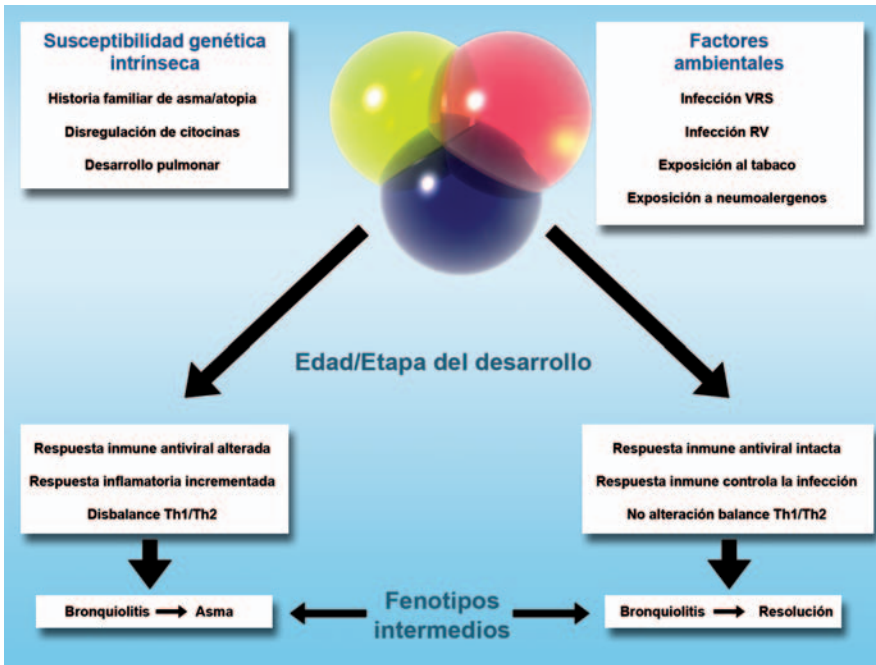 Susceptibilidad genética
intrínseca
Historia familiar de asma/atopia
Disregulación de citocinas
Desarrollo pulmonar
Factores
ambientales
Infección VRS
Infección RV
Exposición al tabaco
Exposición a neumoalergenos
Edad/Etapa del desarrollo
Respuesta inmune antiviral alterada
Respuesta inflamatoria incrementada
Disbalance Th1/Th2
Respuesta inmune antiviral intacta
Respuesta inmune controla la infección
No alteración balance Th1/Th2
Bronquiolitis → Asma
Fenotipos
intermedios
Bronquiolitis → Resolución